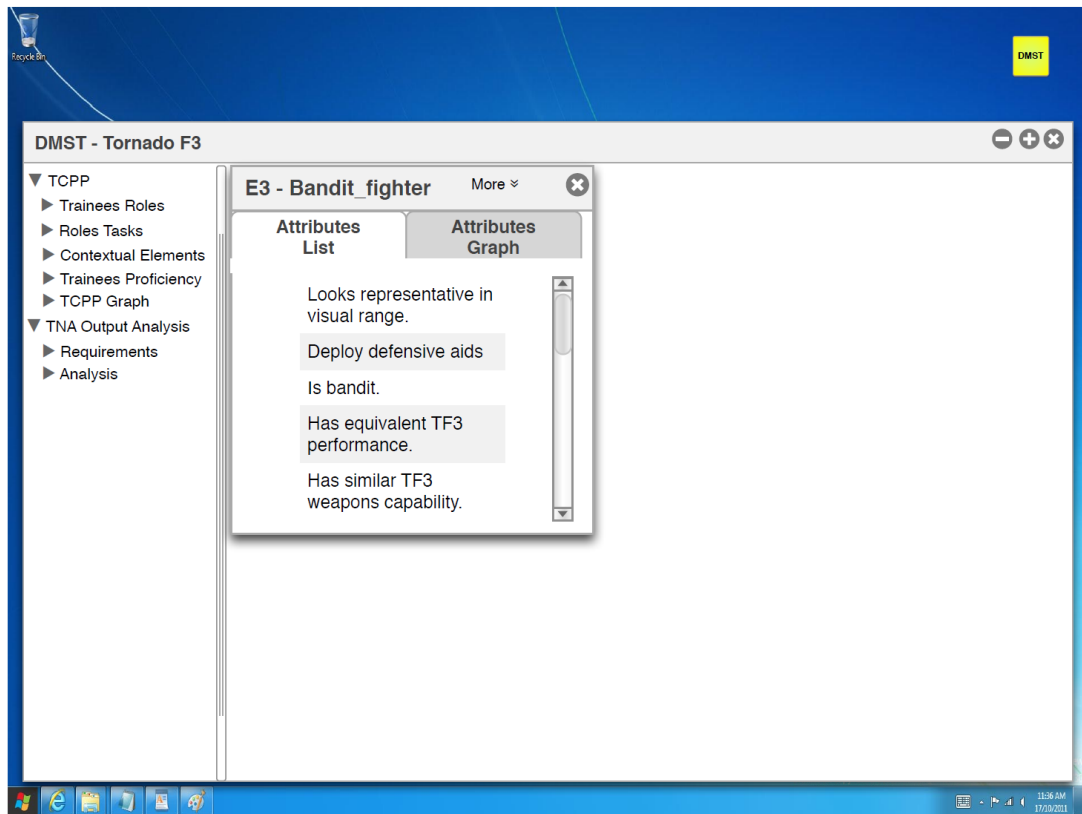 Recycle Bin
DMST
DMST - Tornado F3
TCPP
Trainees Roles
Roles Tasks
Contextual Elements
Trainees Proficiency
TCPP Graph
TNA Output Analysis
Requirements
Analysis
E3 - Bandit_fighter
More
Attributes
List
Attributes
Graph
Looks representative in
visual range.
Deploy defensive aids
Is bandit.
Has equivalent TF3
performance.
Has similar TF3
weapons capability.
11:36 AM
17/10/2011